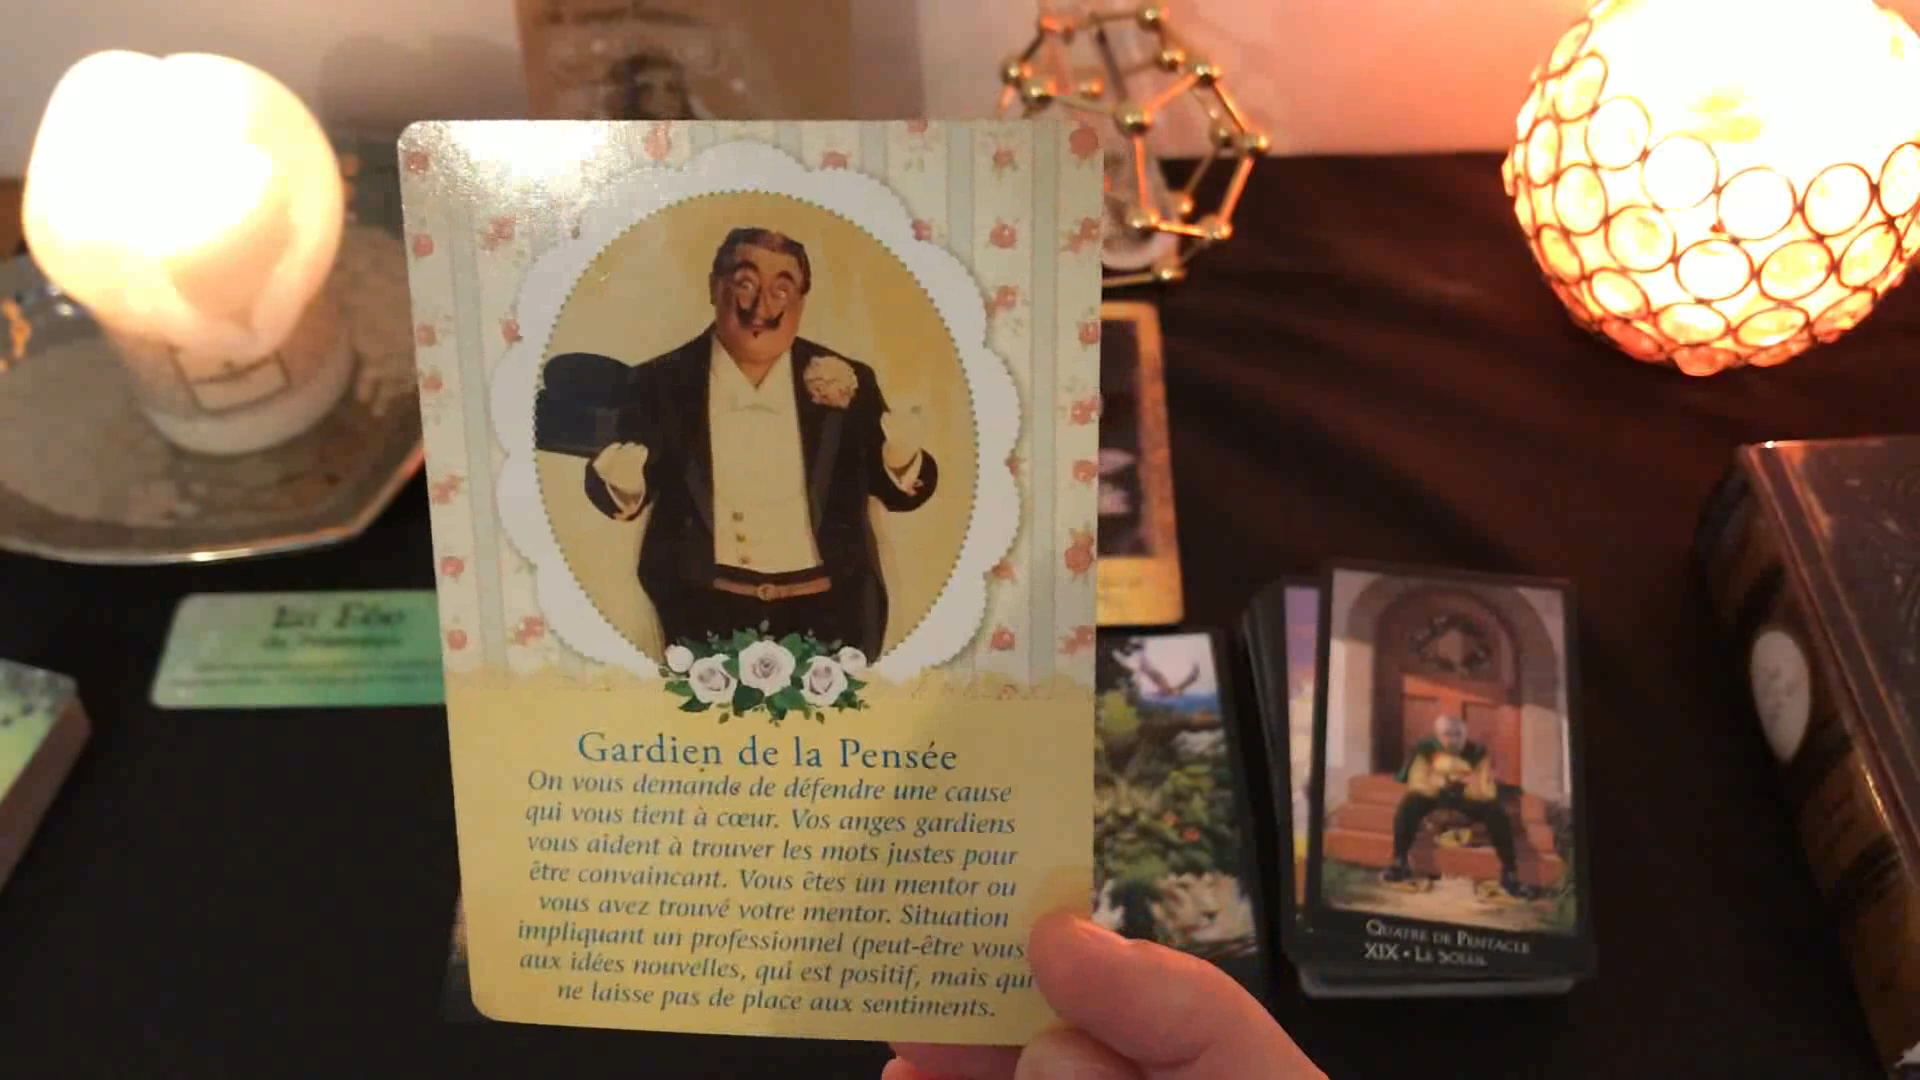 Gardien de la Pensée
On vous demande de défendre une cause
qui vous tient à cœur. Vos anges gardiens
vous aident à trouver les mots justes pour
être convaincant. Vous êtes un mentor ou
vous avez trouvé votre mentor. Situation
impliquant un professionnel (peut-être vous
aux idées nouvelles, qui est positif, mais qui
ne laisse pas de place aux sentiments.
La Fée
QUATRE DE PENTACLE
XIX • LE SOLEIL